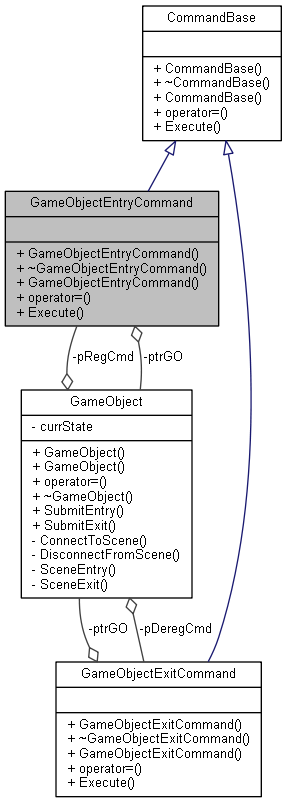 CommandBase
+ CommandBase()
+ ~CommandBase()
+ CommandBase()
+ operator=()
+ Execute()
GameObjectEntryCommand
+ GameObjectEntryCommand()
+ ~GameObjectEntryCommand()
+ GameObjectEntryCommand()
+ operator=()
+ Execute()
-pRegCmd
-ptrGO
GameObject
- currState
+ GameObject()
+ GameObject()
+ operator=()
+ ~GameObject()
+ SubmitEntry()
+ SubmitExit()
- ConnectToScene()
- DisconnectFromScene()
- SceneEntry()
- SceneExit()
-ptrGO
-pDeregCmd
GameObjectExitCommand
+ GameObjectExitCommand()
+ ~GameObjectExitCommand()
+ GameObjectExitCommand()
+ operator=()
+ Execute()